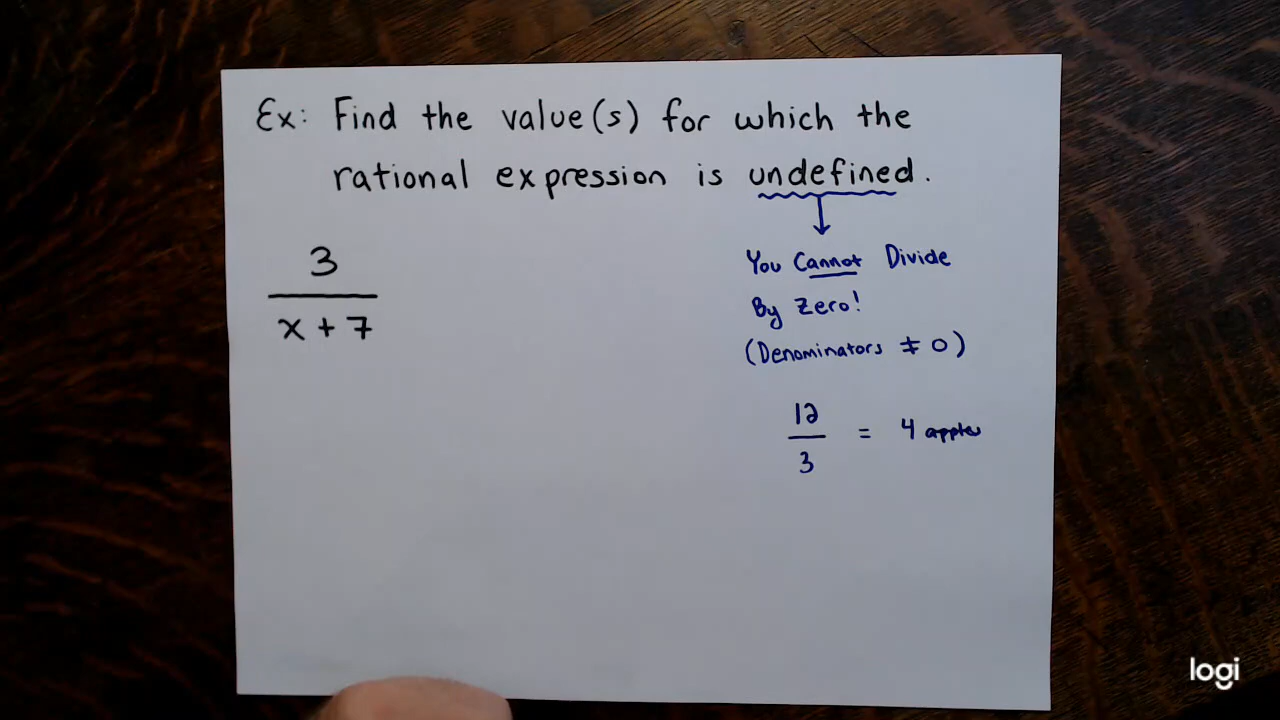 Ex: Find the value(s) for which the
rational expression is undefined.
You Cannot Divide
By Zero!
(Denominators ≠ 0)
3
x + 7
12
3
= 4 apples
logi